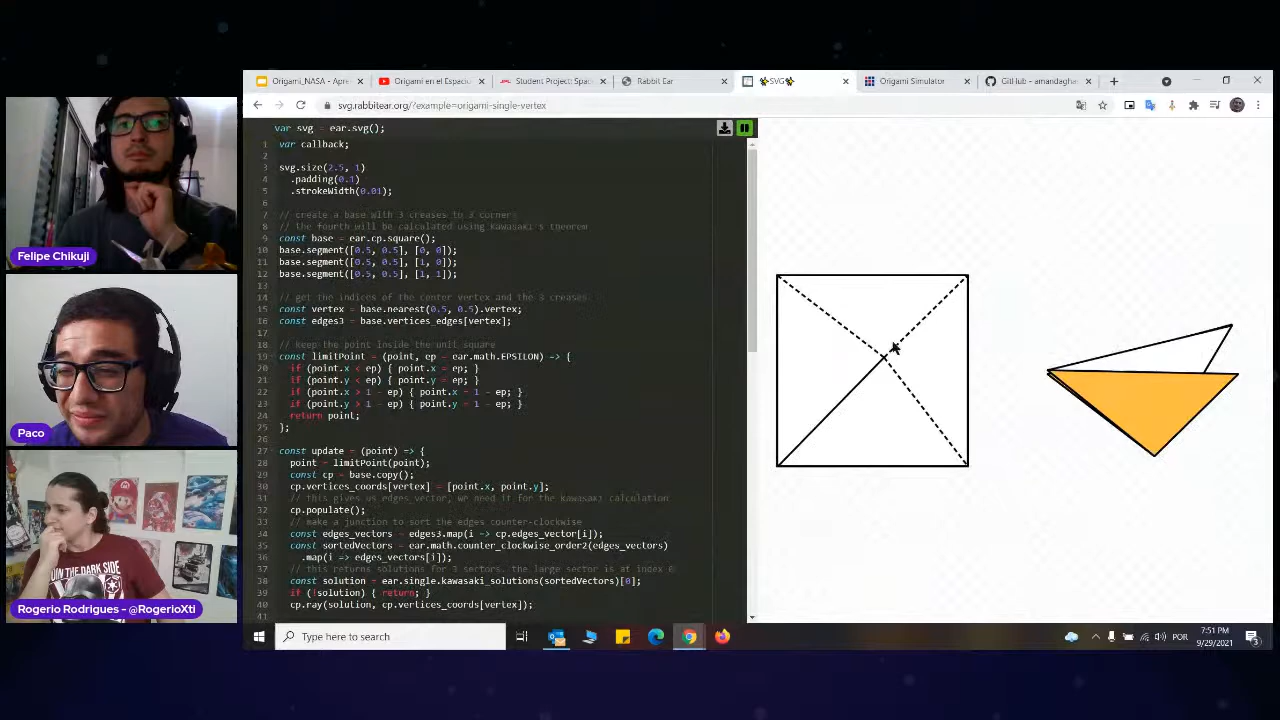 Origami_NASA - Apre
Origami en el Espacio
Student Project: Spac
Rabbit Ear
SVG
Origami Simulator
GitHub - amandagha
svg.rabbitear.org/?example=origami-single-vertex
var svg = ear.svg();
1 var callback;
2
3 svg.size(2.5, 1)
4 .padding(0.1)
5 .strokeWidth(0.01);
6
7 // create a base with 3 creases to 3 corner
8 // the fourth will be calculated using kawasaki's theorem
9 const base = ear.cp.square();
10 base.segment([0.5, 0.5], [0, 0]);
11 base.segment([0.5, 0.5], [1, 0]);
12 base.segment([0.5, 0.5], [1, 1]);
13
14 // get the indices of the center vertex and the 3 creases.
15 const vertex = base.nearest(0.5, 0.5).vertex;
16 const edges3 = base.vertices_edges[vertex];
17
18 // keep the point inside the unit square
19 const limitPoint = (point, ep = ear.math.EPSILON) => {
20 if (point.x < ep) { point.x = ep; }
21 if (point.y < ep) { point.y = ep; }
22 if (point.x > 1 - ep) { point.x = 1 - ep; }
23 if (point.y > 1 - ep) { point.y = 1 - ep; }
24 return point;
25 };
26
27 const update = (point) => {
28 point = limitPoint(point);
29 const cp = base.copy();
30 cp.vertices_coords[vertex] = [point.x, point.y];
31 // this gives us edges_vector, we need it for the kawasaki calculation
32 cp.populate();
33 // make a junction to sort the edges counter-clockwise
34 const edges_vectors = edges3.map(i => cp.edges_vector[i]);
35 const sortedVectors = ear.math.counter_clockwise_order2(edges_vectors)
36 .map(i => edges_vectors[i]);
37 // this returns solutions for 3 sectors. the large sector is at index 0
38 const solution = ear.single.kawasaki_solutions(sortedVectors)[0];
39 if (!solution) { return; }
40 cp.ray(solution, cp.vertices_coords[vertex]);
41
Felipe Chikuji
Paco
JOIN THE DARK SIDE
Rogerio Rodrigues - @RogerioXti
Type here to search
POR
7:51 PM
9/29/2021
3